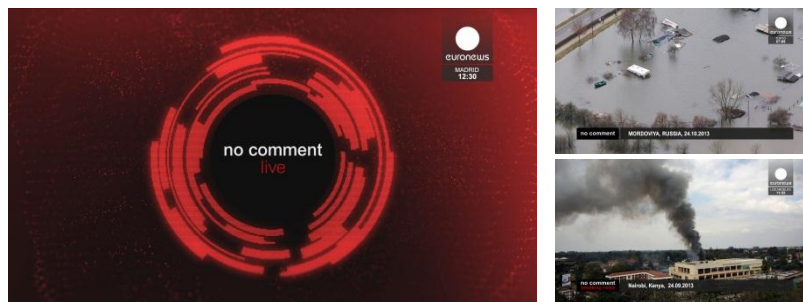 euronews
MADRID
12:30
no comment
live
euronews
no comment
MORDOVIYA, RUSSIA, 24.10.2013
euronews
no comment
Nairobi, Kenya, 24.09.2013